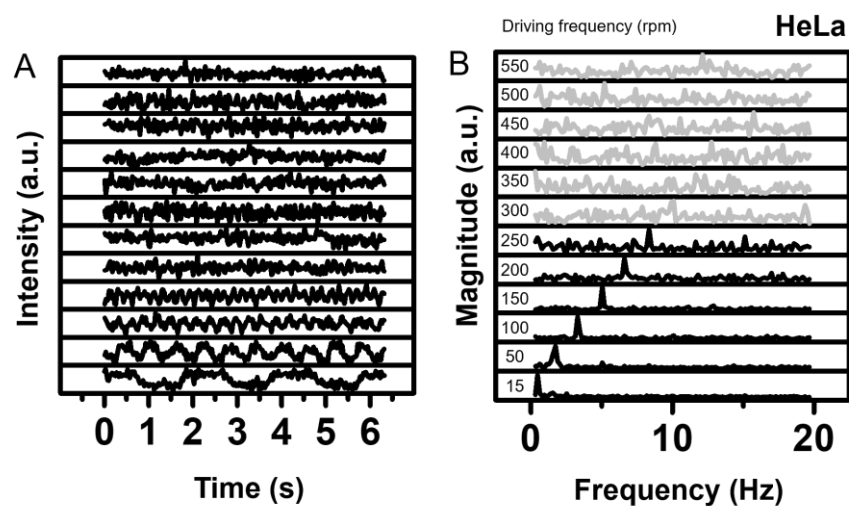 Driving frequency (rpm) HeLa
A
B
Intensity (a.u.)
Magnitude (a.u.)
550
500
450
400
350
300
250
200
150
100
50
15
0 1 2 3 4 5 6
0 10 20
Time (s)
Frequency (Hz)